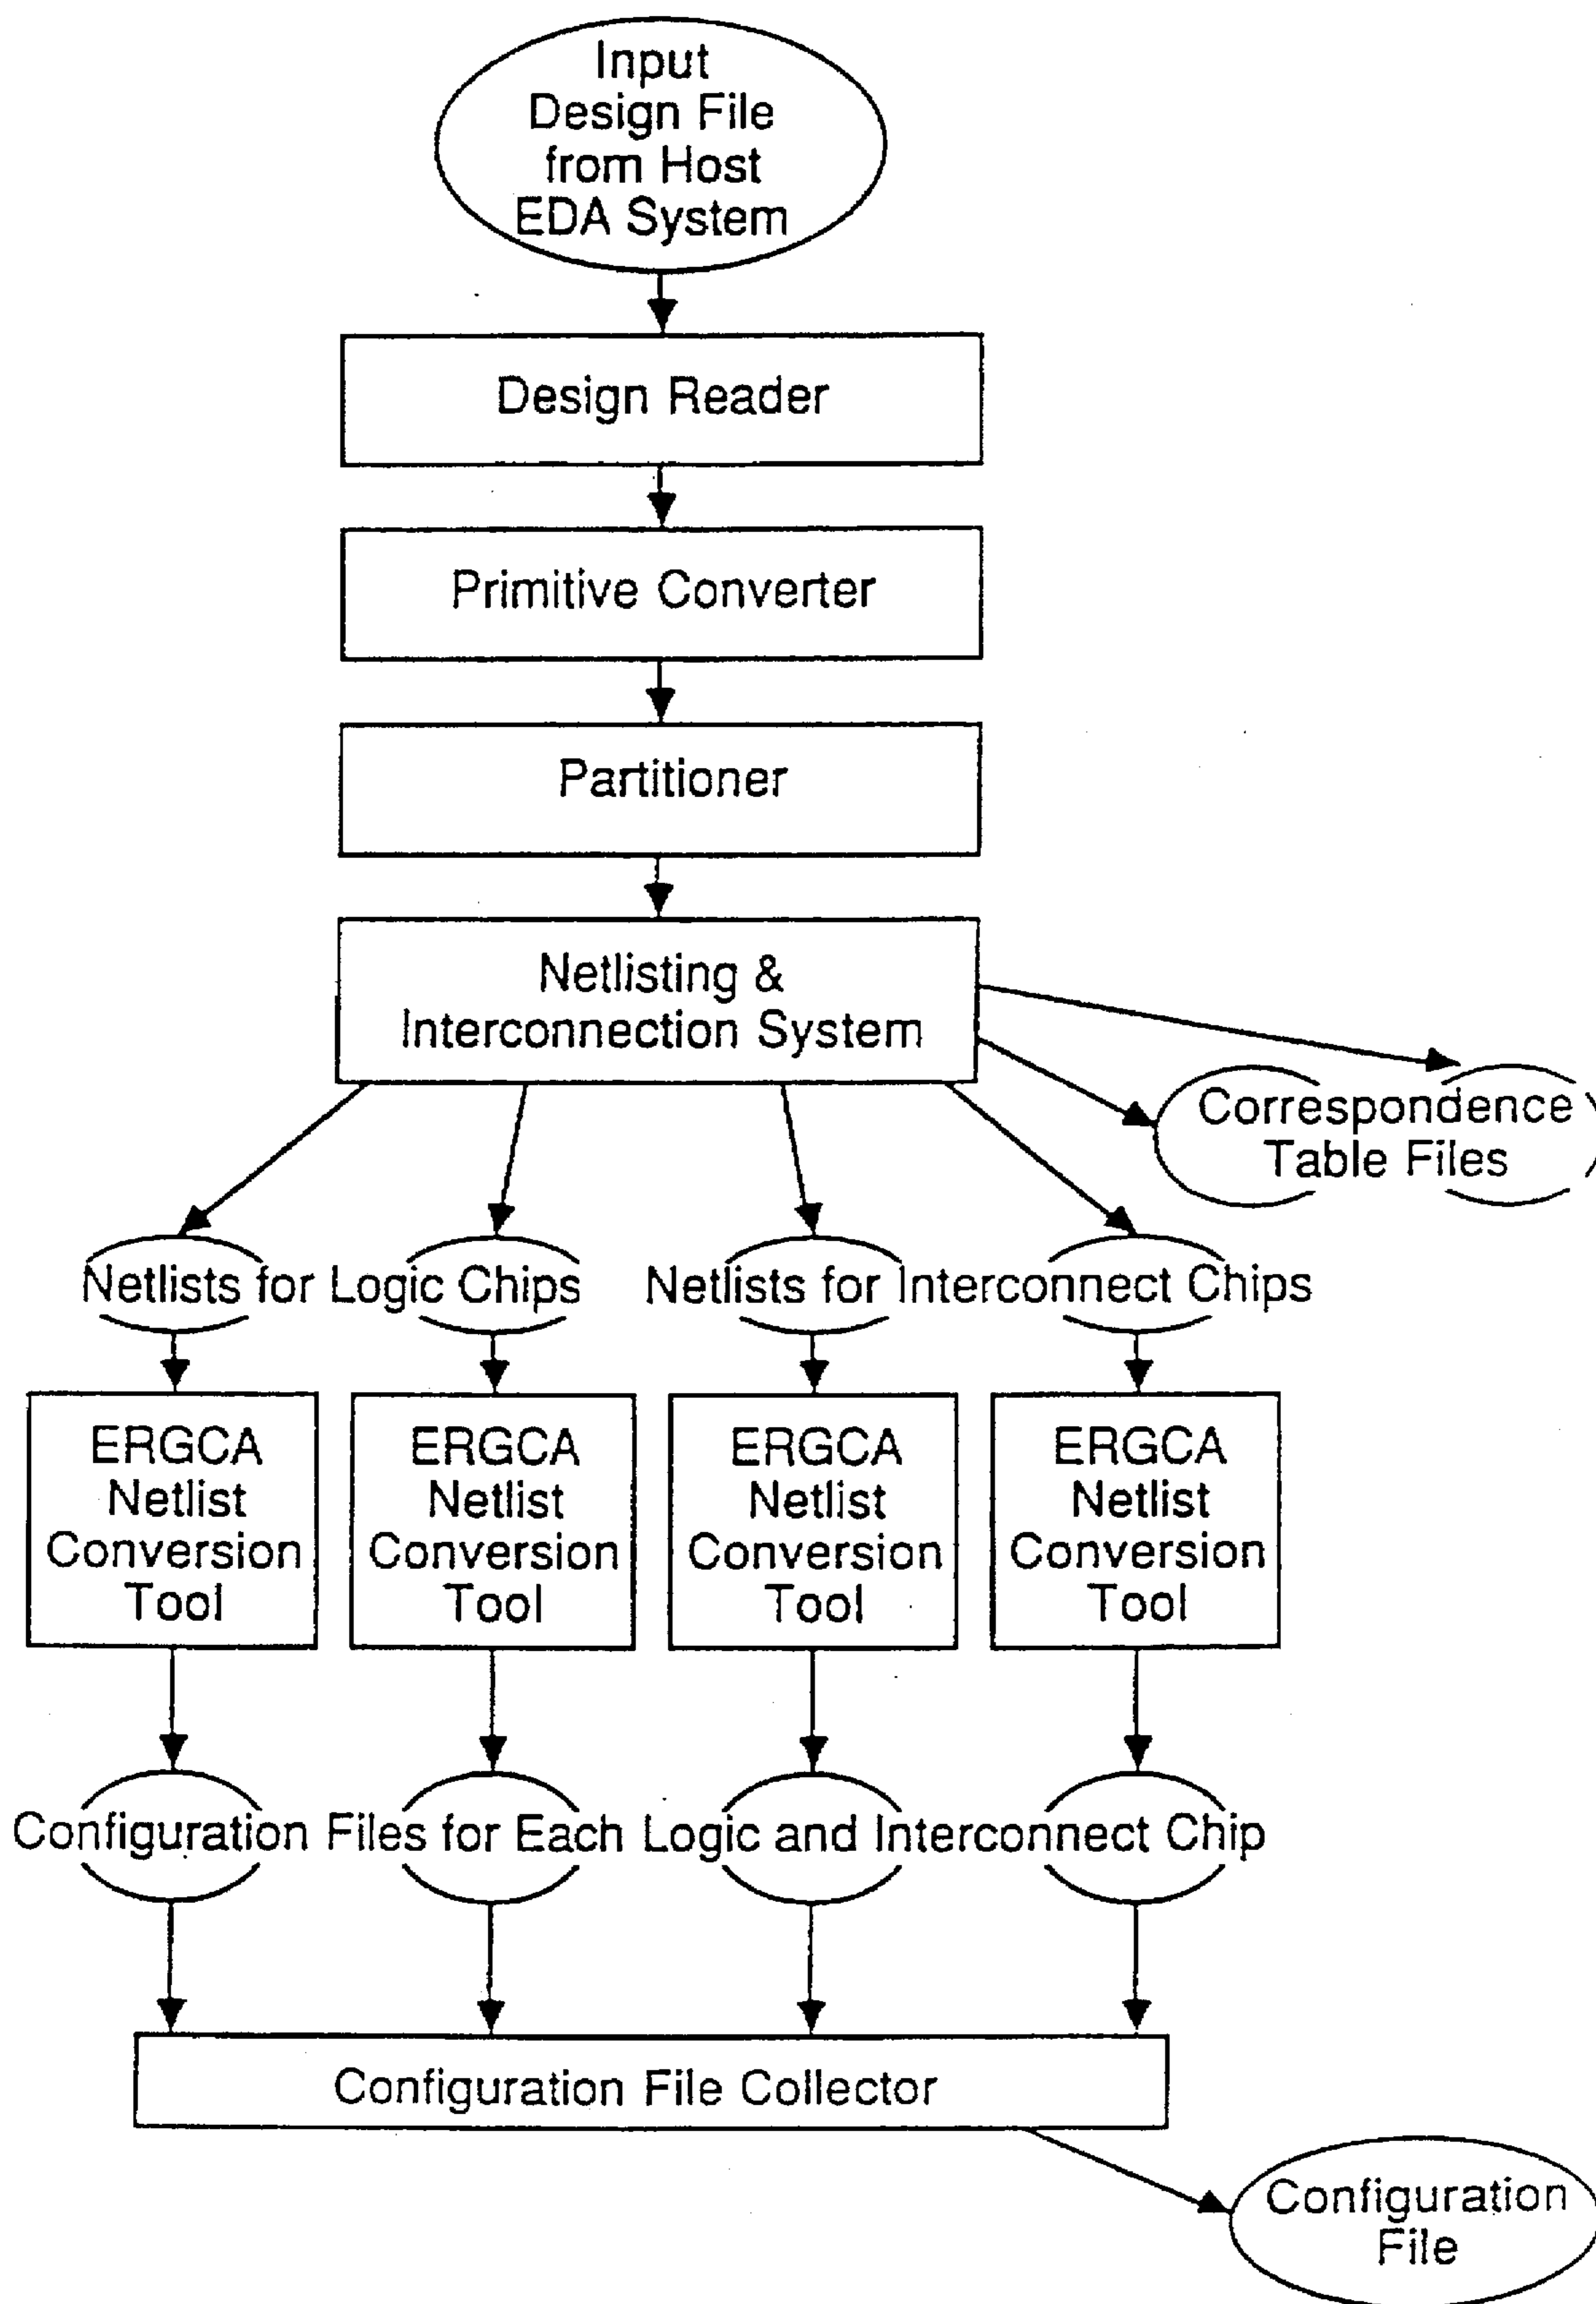 Input
Design File
from Host
EDA System
Design Reader
Primitive Converter
Partitioner
Netlisting &
Interconnection System
Correspondence
Table Files
Netlists for Logic Chips
Netlists for Interconnect Chips
ERGCA
Netlist
Conversion
Tool
ERGCA
Netlist
Conversion
Tool
ERGCA
Netlist
Conversion
Tool
ERGCA
Netlist
Conversion
Tool
Configuration Files for Each Logic and Interconnect Chip
Configuration File Collector
Configuration
File